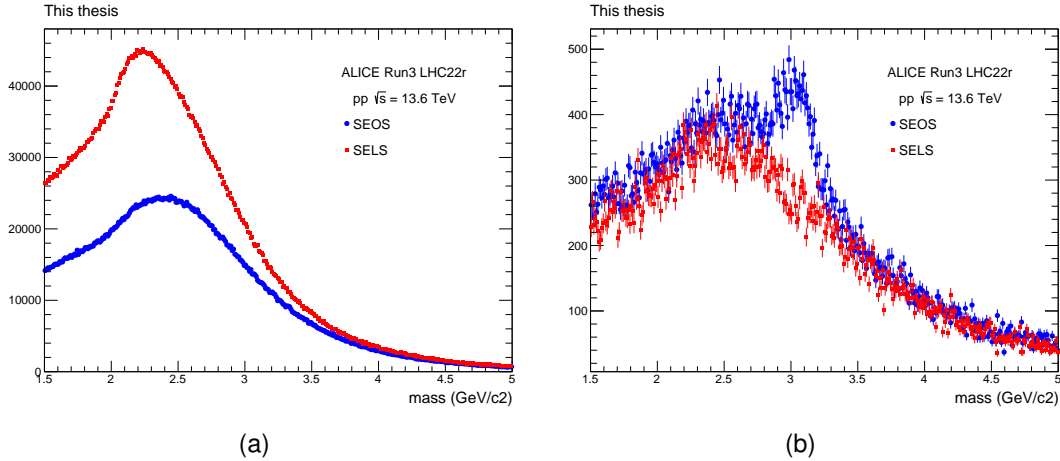 This thesis
ALICE Run3 LHC22r
pp √s = 13.6 TeV
SEOS
SELS
40000
30000
20000
10000
0
1.5 2 2.5 3 3.5 4 4.5 5
mass (GeV/c2)
(a)
This thesis
ALICE Run3 LHC22r
pp √s = 13.6 TeV
SEOS
SELS
500
400
300
200
100
1.5 2 2.5 3 3.5 4 4.5 5
mass (GeV/c2)
(b)